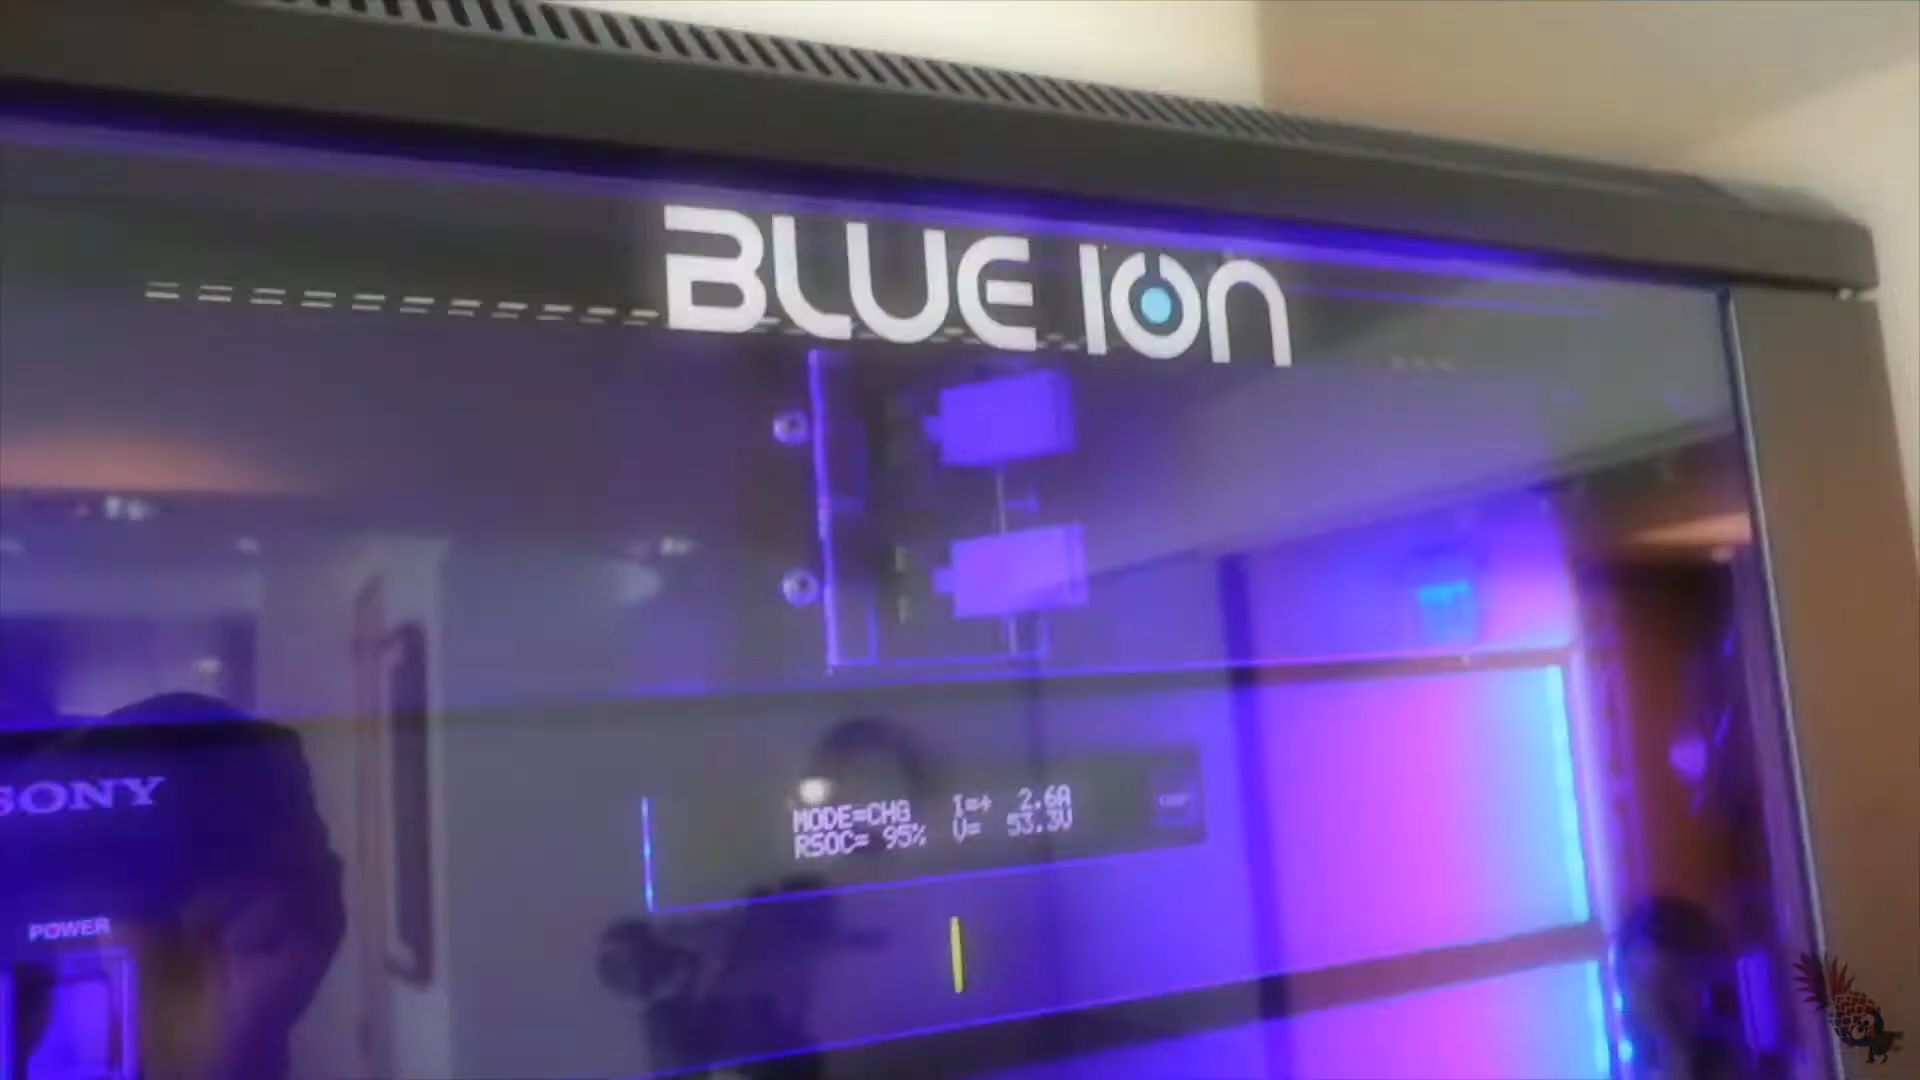 BLUE ION
MODE=CHG I=+ 2.6A
RSOC= 95% V= 53.3V
SONY
POWER